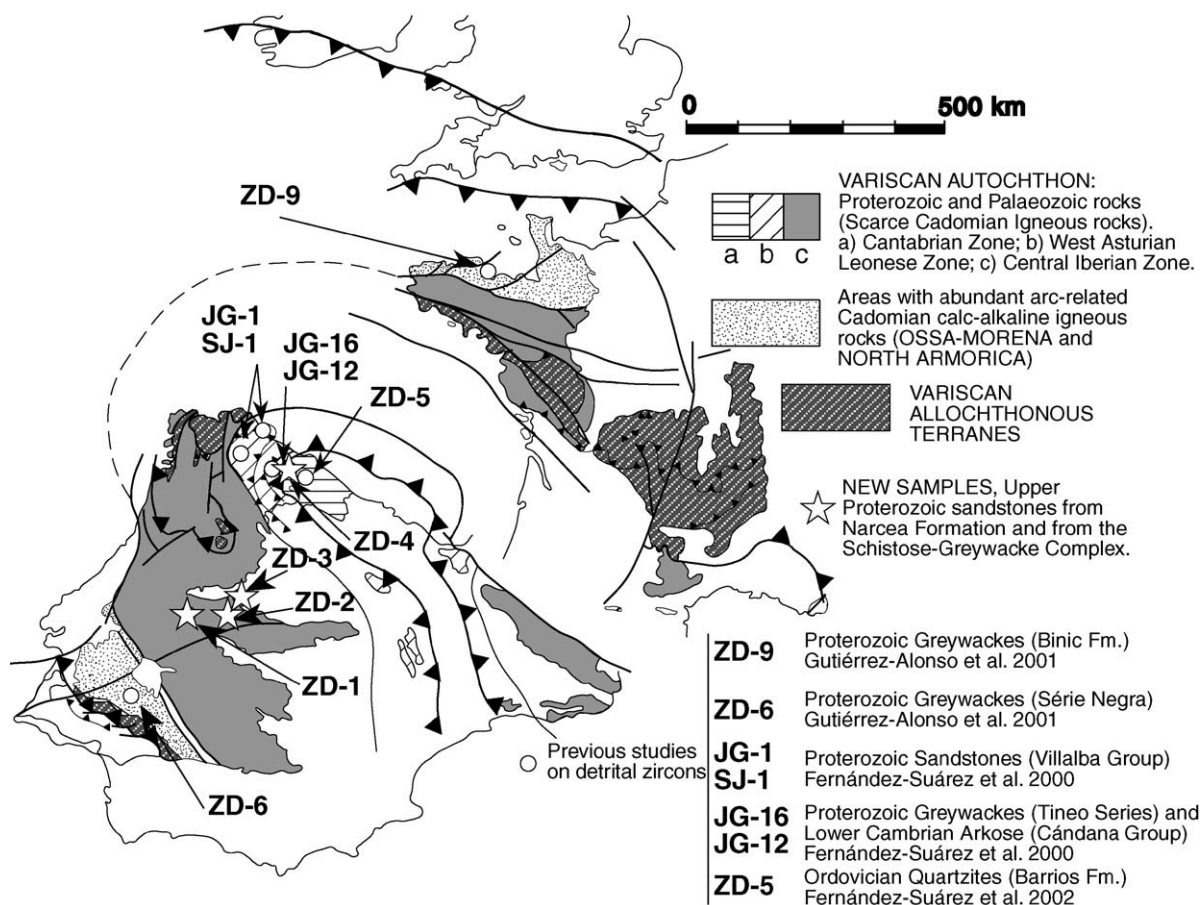 0
500 km
ZD-9
VARISCAN AUTOCHTHON:
Proterozoic and Palaeozoic rocks
(Scarce Cadomian Igneous rocks).
a) Cantabrian Zone; b) West Asturian
Leonese Zone; c) Central Iberian Zone.
a b c
Areas with abundant arc-related
Cadomian calc-alkaline igneous
rocks (OSSA-MORENA and
NORTH ARMORICA)
VARISCAN
ALLOCHTHONOUS
TERRANES
NEW SAMPLES, Upper
Proterozoic sandstones from
Narcea Formation and from the
Schistose-Greywacke Complex.
JG-1
SJ-1
JG-16
JG-12
ZD-5
ZD-4
ZD-3
ZD-2
ZD-1
ZD-6
Previous studies
on detrital zircons
ZD-9 Proterozoic Greywackes (Binic Fm.)
Gutiérrez-Alonso et al. 2001
ZD-6 Proterozoic Greywackes (Série Negra)
Gutiérrez-Alonso et al. 2001
JG-1 Proterozoic Sandstones (Villalba Group)
SJ-1 Fernández-Suárez et al. 2000
JG-16 Proterozoic Greywackes (Tineo Series) and
JG-12 Lower Cambrian Arkose (Cándana Group)
Fernández-Suárez et al. 2000
ZD-5 Ordovician Quartzites (Barrios Fm.)
Fernández-Suárez et al. 2002